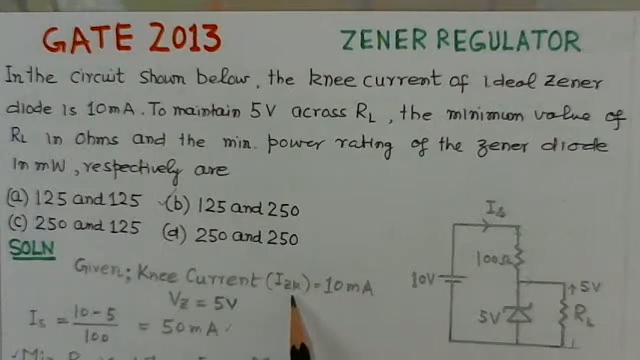 GATE 2013 ZENER REGULATOR
In the circuit shown below, the knee current of ideal zener
diode is 10mA. To maintain 5V across RL, the minimum value of
RL in ohms and the min. power rating of the zener diode
in mW, respectively are
(a) 125 and 125 (b) 125 and 250
(c) 250 and 125 (d) 250 and 250
SOLN
Given; Knee Current (IZK) = 10mA
VZ = 5V
Is = 10-5/100 = 50mA
Is
100Ω
10V
5V
5V
RL